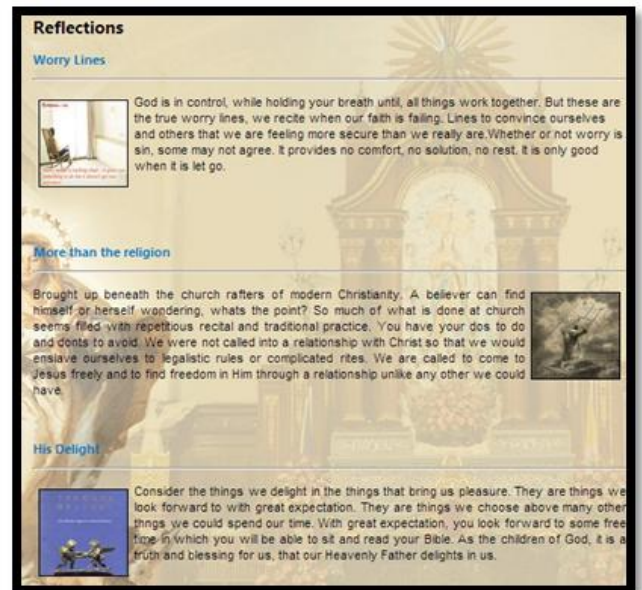 Reflections
Worry Lines
God is in control, while holding your breath until, all things work together. But these are
the true worry lines, we recite when our faith is failing. Lines to convince ourselves
and others that we are feeling more secure than we really are.Whether or not worry is
sin, some may not agree. It provides no comfort, no solution, no rest. It is only good
when it is let go.
More than the religion
Brought up beneath the church rafters of modern Christianity. A believer can find
himself or herself wondering, whats the point? So much of what is done at church
seems filled with repetitious recital and traditional practice. You have your dos to do
and donts to avoid. We were not called into a relationship with Christ so that we would
enslave ourselves to legalistic rules or complicated rites. We are called to come to
Jesus freely and to find freedom in Him through a relationship unlike any other we could
have.
His Delight
Consider the things we delight in the things that bring us pleasure. They are things we
look forward to with great expectation. They are things we choose above many other
thngs we could spend our time. With great expectation, you look forward to some free
time in which you will be able to sit and read your Bible. As the children of God, it is a
truth and blessing for us, that our Heavenly Father delights in us.